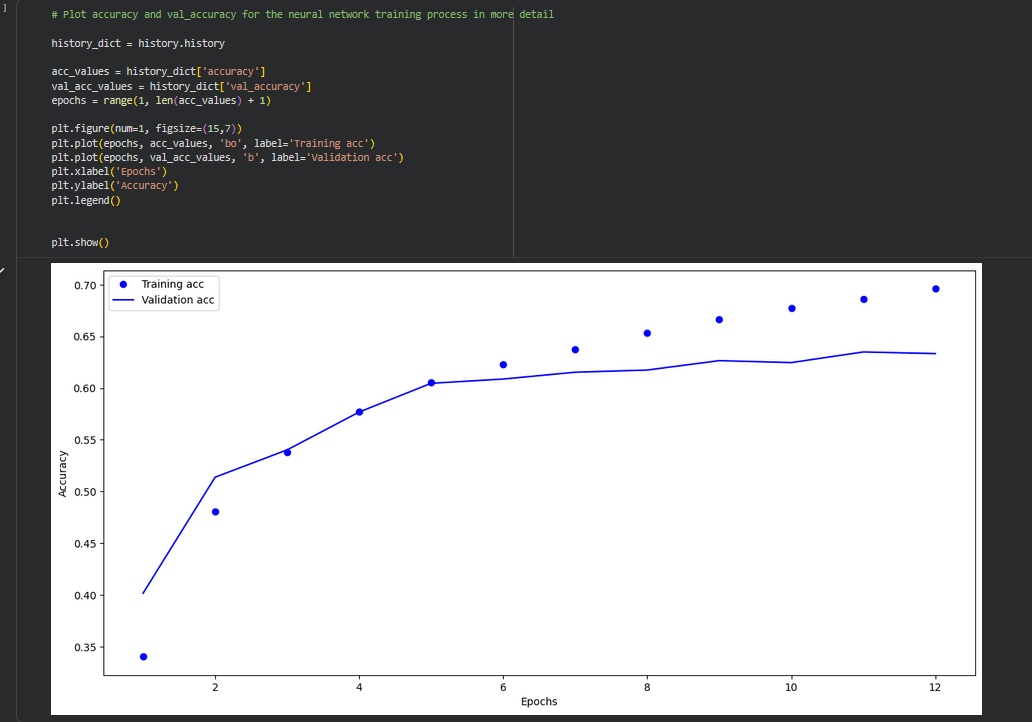 ]
# Plot accuracy and val_accuracy for the neural network training process in more detail
history_dict = history.history
acc_values = history_dict['accuracy']
val_acc_values = history_dict['val_accuracy']
epochs = range(1, len(acc_values) + 1)
plt.figure(num=1, figsize=(15,7))
plt.plot(epochs, acc_values, 'bo', label='Training acc')
plt.plot(epochs, val_acc_values, 'b', label='Validation acc')
plt.xlabel('Epochs')
plt.ylabel('Accuracy')
plt.legend()
plt.show()
Training acc
Validation acc
0.70
0.65
0.60
0.55
0.50
0.45
0.40
0.35
Accuracy
2 4 6 8 10 12
Epochs